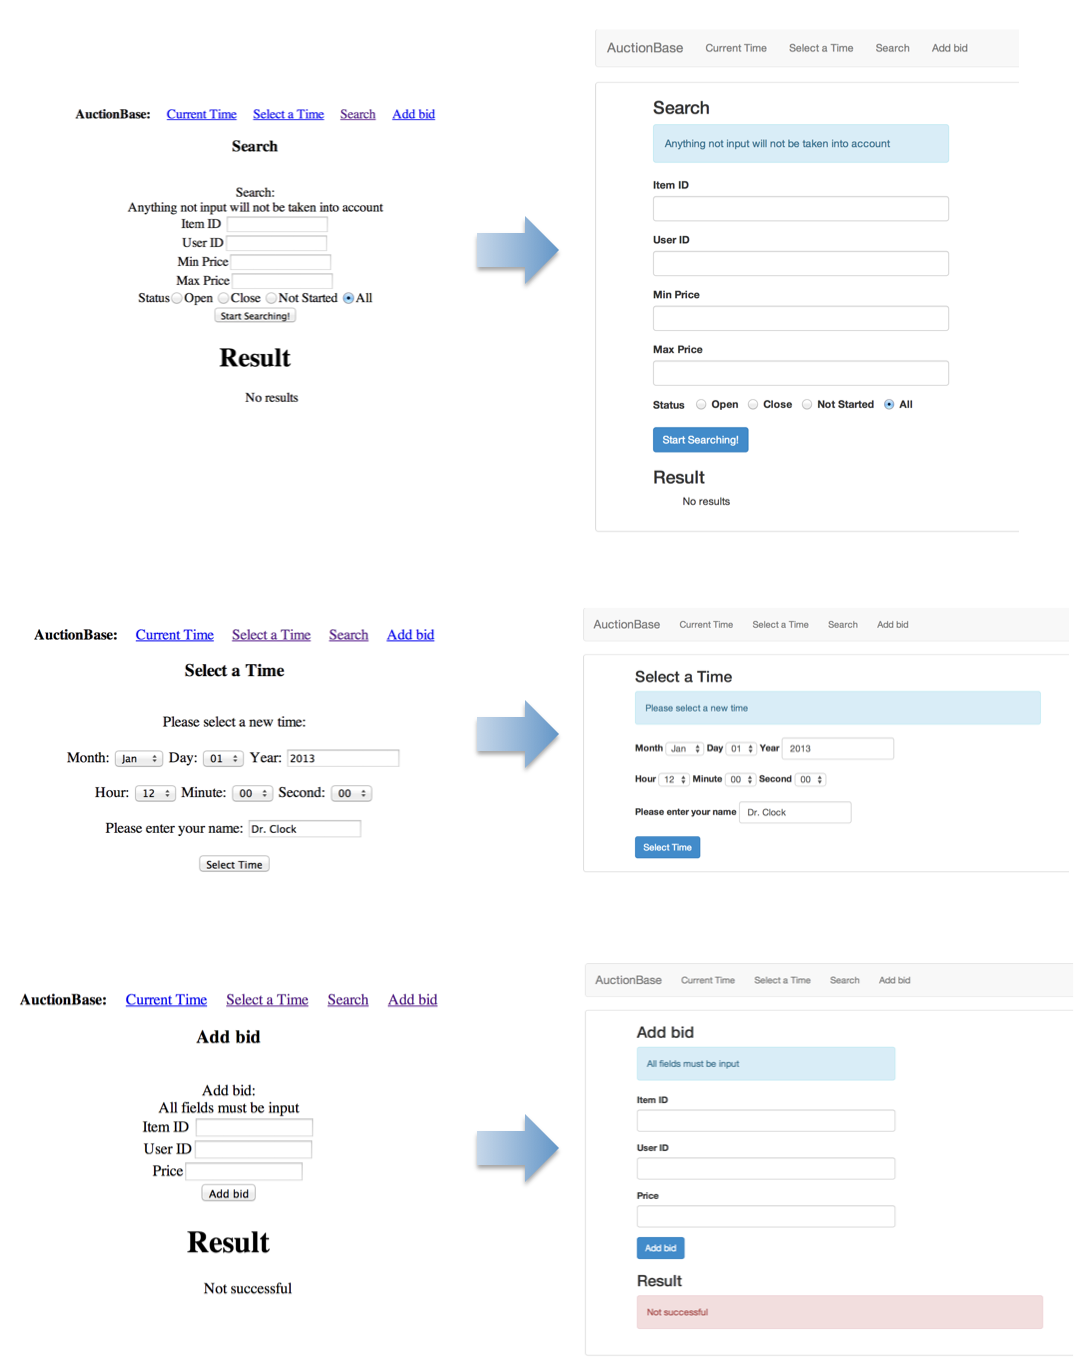 AuctionBase: Current Time Select a Time Search Add bid
Search
Search:
Anything not input will not be taken into account
Item ID
User ID
Min Price
Max Price
Status Open Close Not Started All
Start Searching!
Result
No results
AuctionBase Current Time Select a Time Search Add bid
Search
Anything not input will not be taken into account
Item ID
User ID
Min Price
Max Price
Status Open Close Not Started All
Start Searching!
Result
No results
AuctionBase: Current Time Select a Time Search Add bid
Select a Time
Please select a new time:
Month: Jan Day: 01 Year: 2013
Hour: 12 Minute: 00 Second: 00
Please enter your name: Dr. Clock
Select Time
AuctionBase Current Time Select a Time Search Add bid
Select a Time
Please select a new time
Month Jan Day 01 Year 2013
Hour 12 Minute 00 Second 00
Please enter your name Dr. Clock
Select Time
AuctionBase: Current Time Select a Time Search Add bid
Add bid
Add bid:
All fields must be input
Item ID
User ID
Price
Add bid
Result
Not successful
AuctionBase Current Time Select a Time Search Add bid
Add bid
All fields must be input
Item ID
User ID
Price
Add bid
Result
Not successful